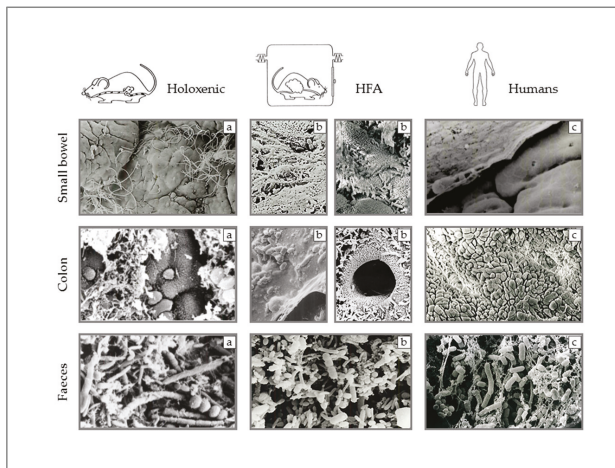 Holoxenic HFA Humans
Small bowel
a b b c
Colon
a b b c
Faeces
a b c